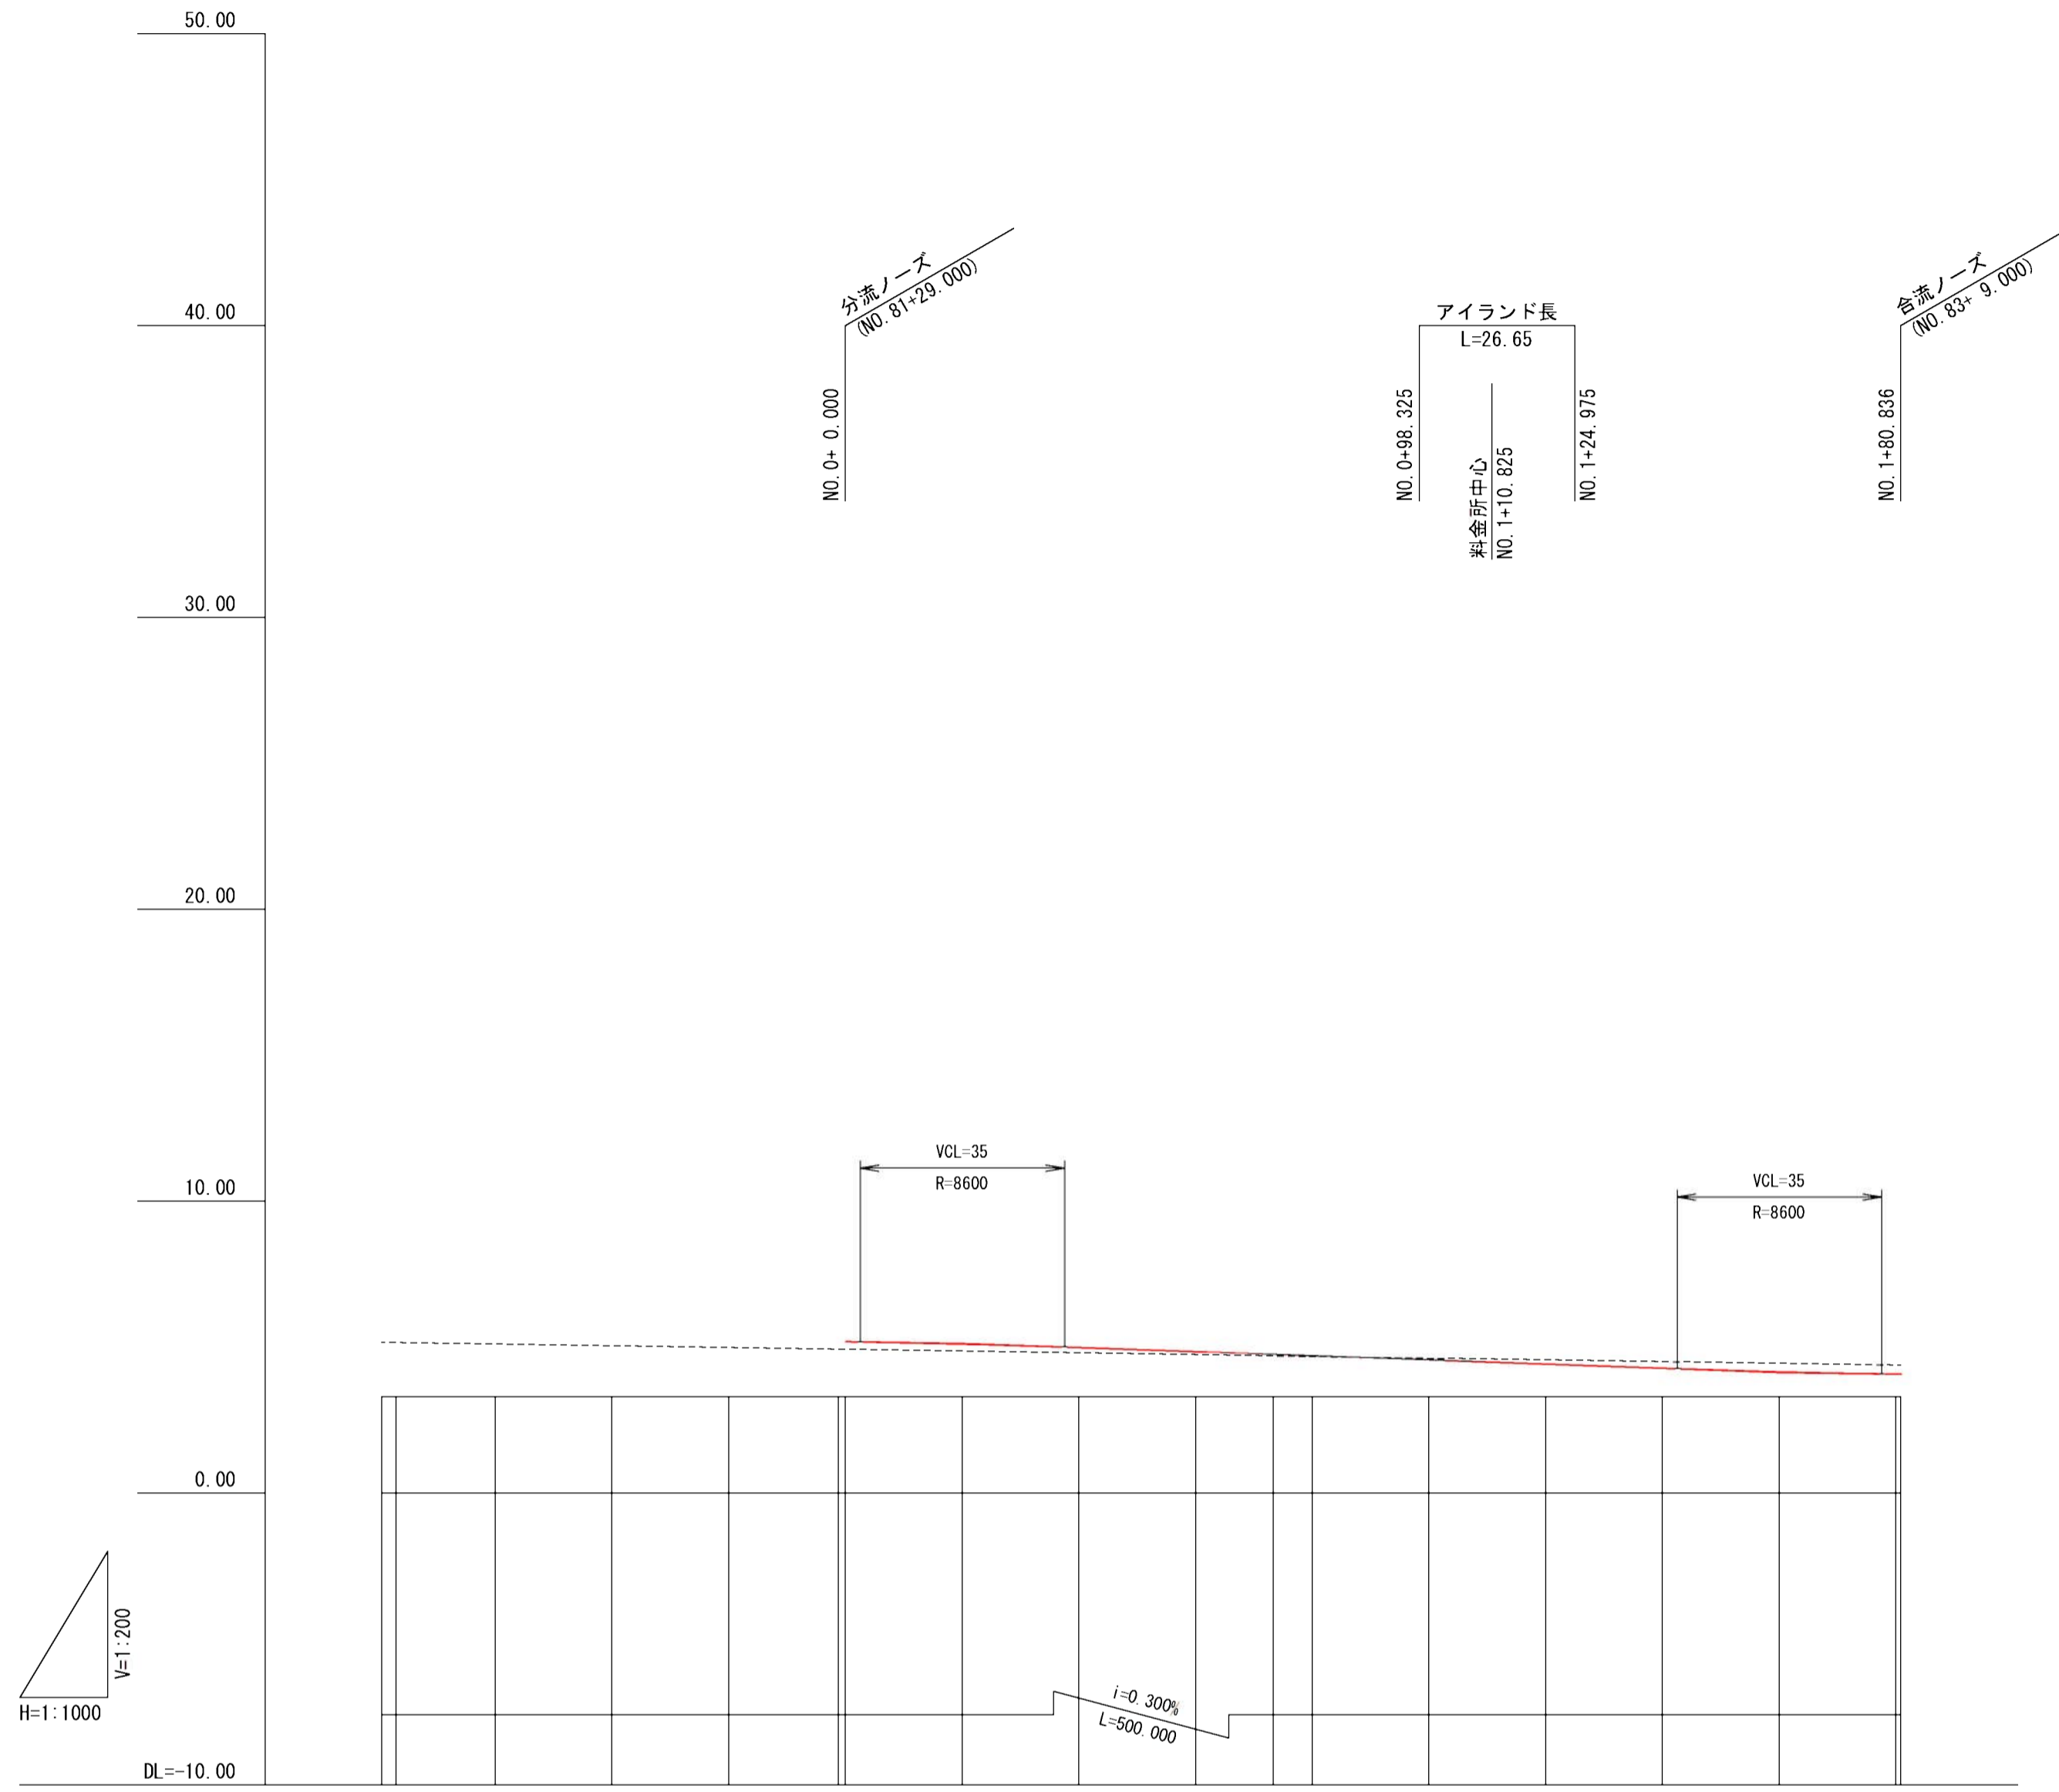 50.00
分流ノーズ
(NO.81+29.000)
合流ノーズ
(NO.83+ 9.000)
40.00
アイランド長
L=26.65
NO.0+ 0.000
NO.0+98.325
料金所中心
NO.1+10.825
NO.1+24.975
NO.1+80.836
30.00
20.00
10.00
VCL=35
R=8600
VCL=35
R=8600
0.00
V=1:200
H=1:1000
i=0.300%
L=500.000
DL=-10.00